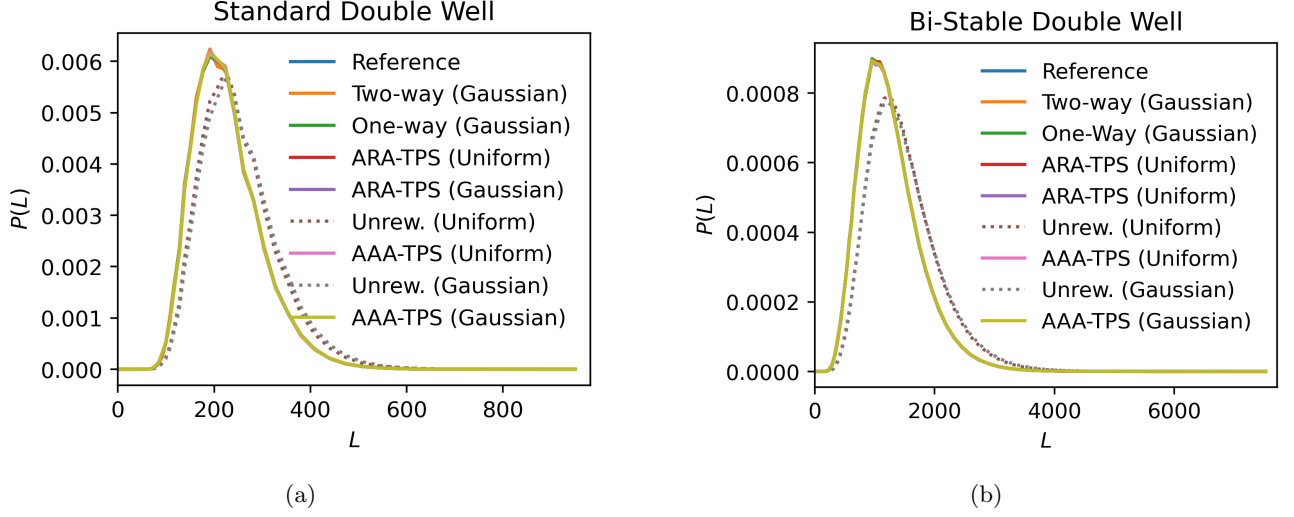 Standard Double Well
P(L)
0.006
0.005
0.004
0.003
0.002
0.001
0.000
Reference
Two-way (Gaussian)
One-way (Gaussian)
ARA-TPS (Uniform)
ARA-TPS (Gaussian)
Unrew. (Uniform)
AAA-TPS (Uniform)
Unrew. (Gaussian)
AAA-TPS (Gaussian)
0 200 400 600 800
L
(a)
Bi-Stable Double Well
P(L)
0.0008
0.0006
0.0004
0.0002
0.0000
Reference
Two-way (Gaussian)
One-Way (Gaussian)
ARA-TPS (Uniform)
ARA-TPS (Uniform)
Unrew. (Uniform)
AAA-TPS (Uniform)
Unrew. (Gaussian)
AAA-TPS (Gaussian)
0 2000 4000 6000
L
(b)